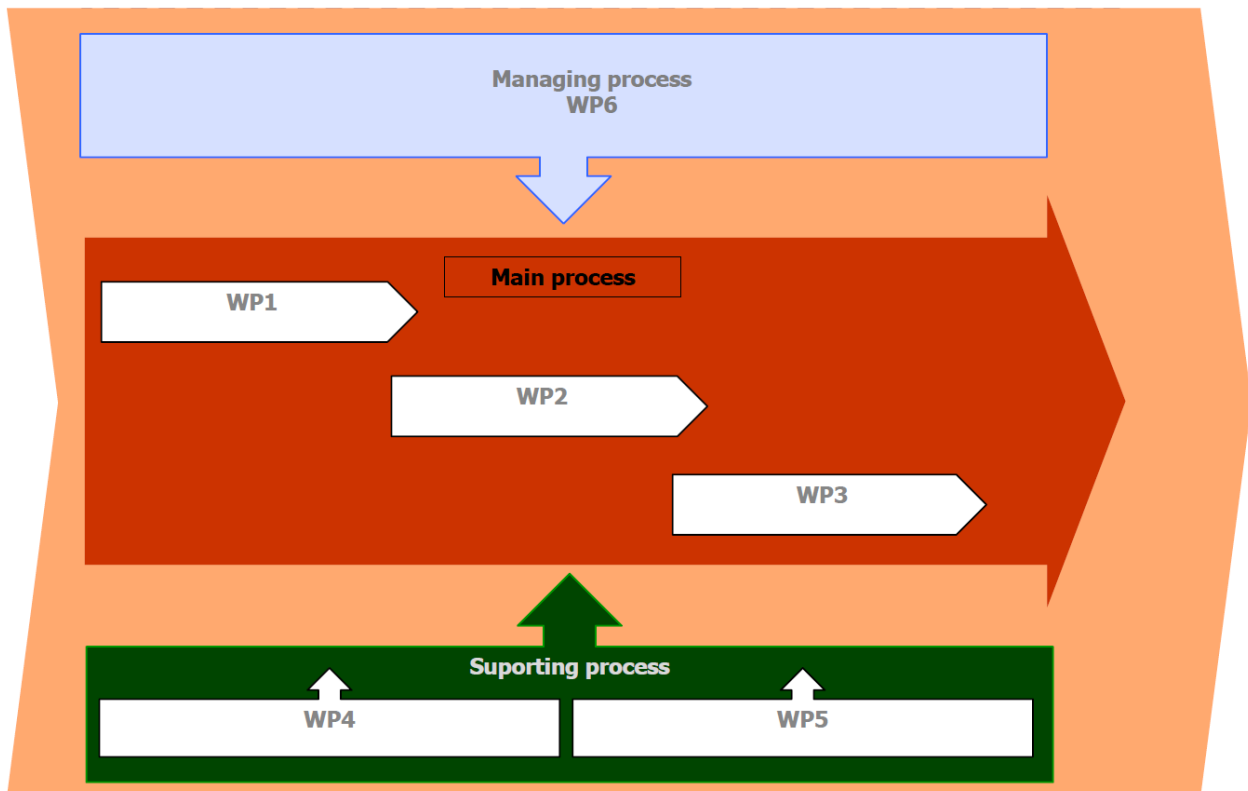 Managing process
WP6
Main process
WP1
WP2
WP3
Suporting process
WP4
WP5